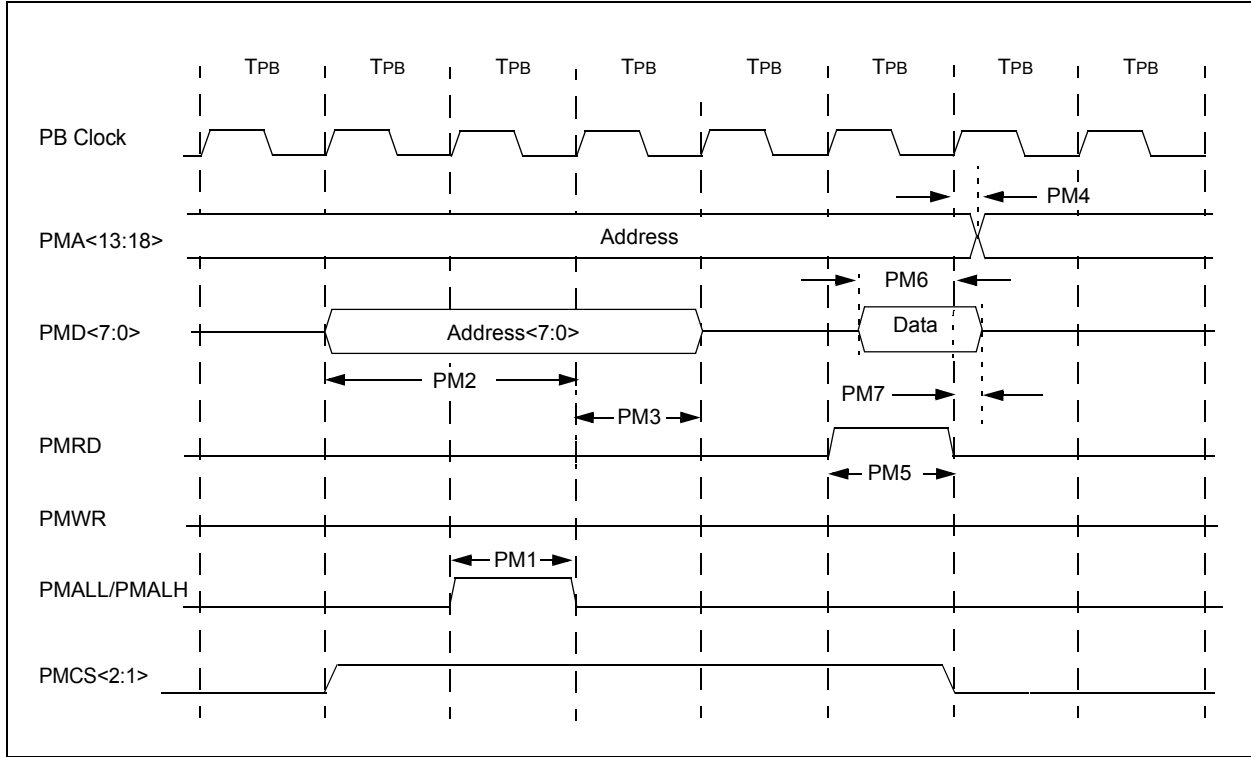 TPB TPB TPB TPB TPB TPB TPB TPB
PB Clock
PM4
PMA<13:18>
Address
PM6
PMD<7:0>
Address<7:0>
Data
PM2
PM7
PM3
PMRD
PM5
PMWR
PM1
PMALL/PMALH
PMCS<2:1>